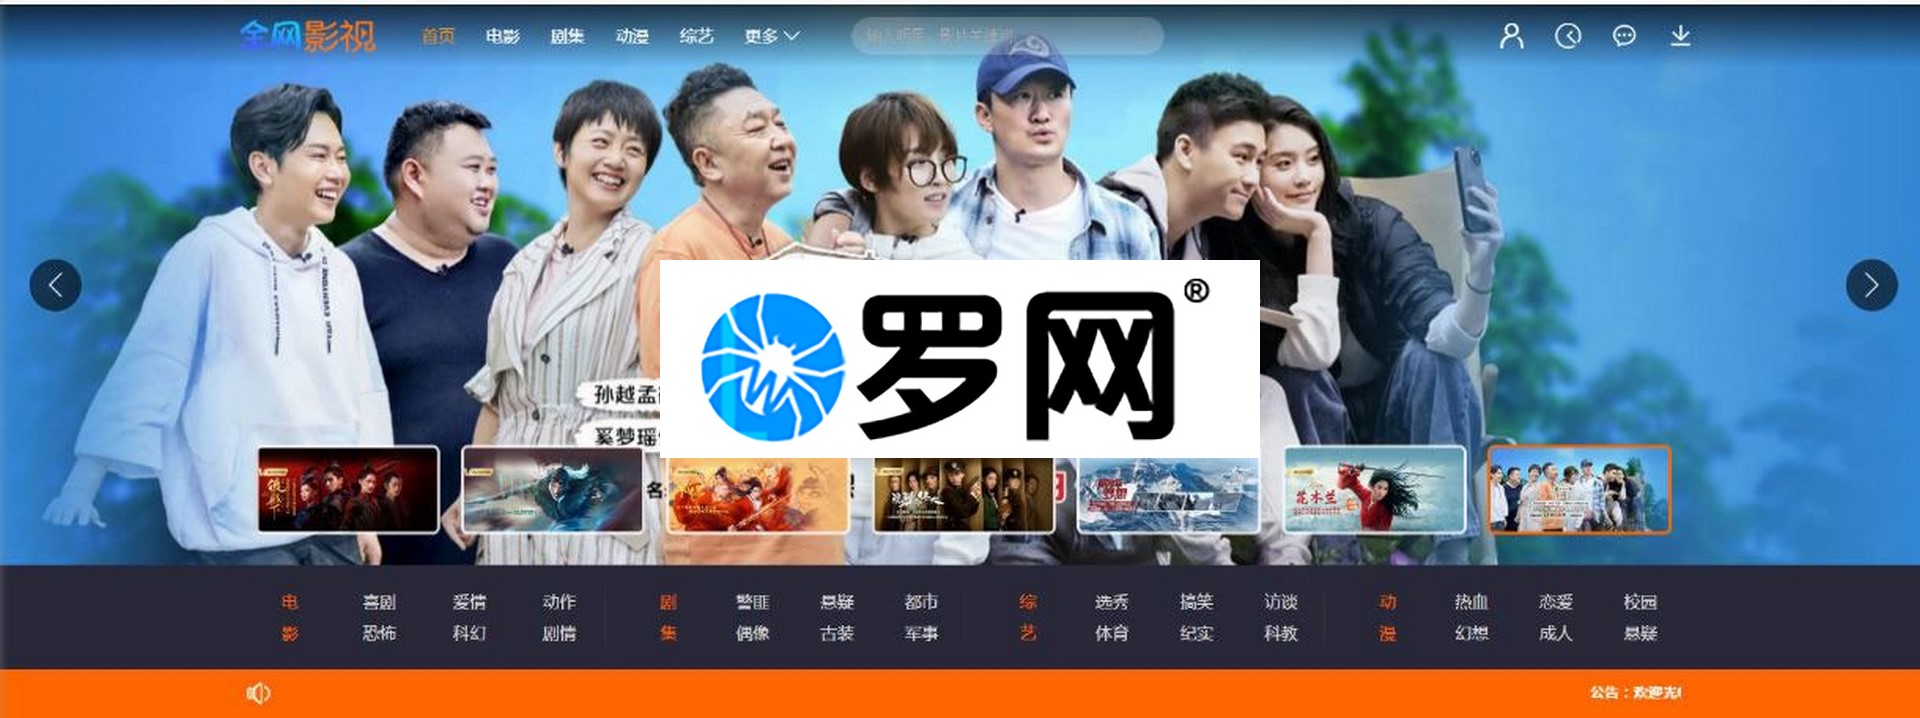 全网影视
首页 电影 剧集 动漫 综艺 更多
罗网®
孙越孟
奚梦瑶
名
花木兰
电影 喜剧 爱情 动作 剧集 警匪 悬疑 都市 综艺 选秀 搞笑 访谈 动漫 热血 恋爱 校园
恐怖 科幻 剧情 偶像 古装 军事 体育 纪实 科教 幻想 成人 悬疑
公告：欢迎光